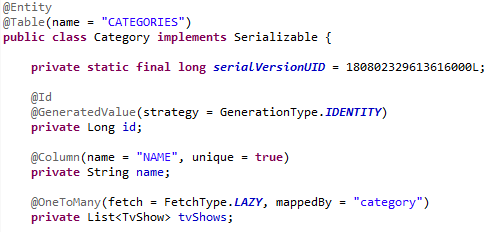 @Entity
@Table(name = "CATEGORIES")
public class Category implements Serializable {
private static final long serialVersionUID = 180802329613616000L;
@Id
@GeneratedValue(strategy = GenerationType.IDENTITY)
private Long id;
@Column(name = "NAME", unique = true)
private String name;
@OneToMany(fetch = FetchType.LAZY, mappedBy = "category")
private List<TvShow> tvShows;